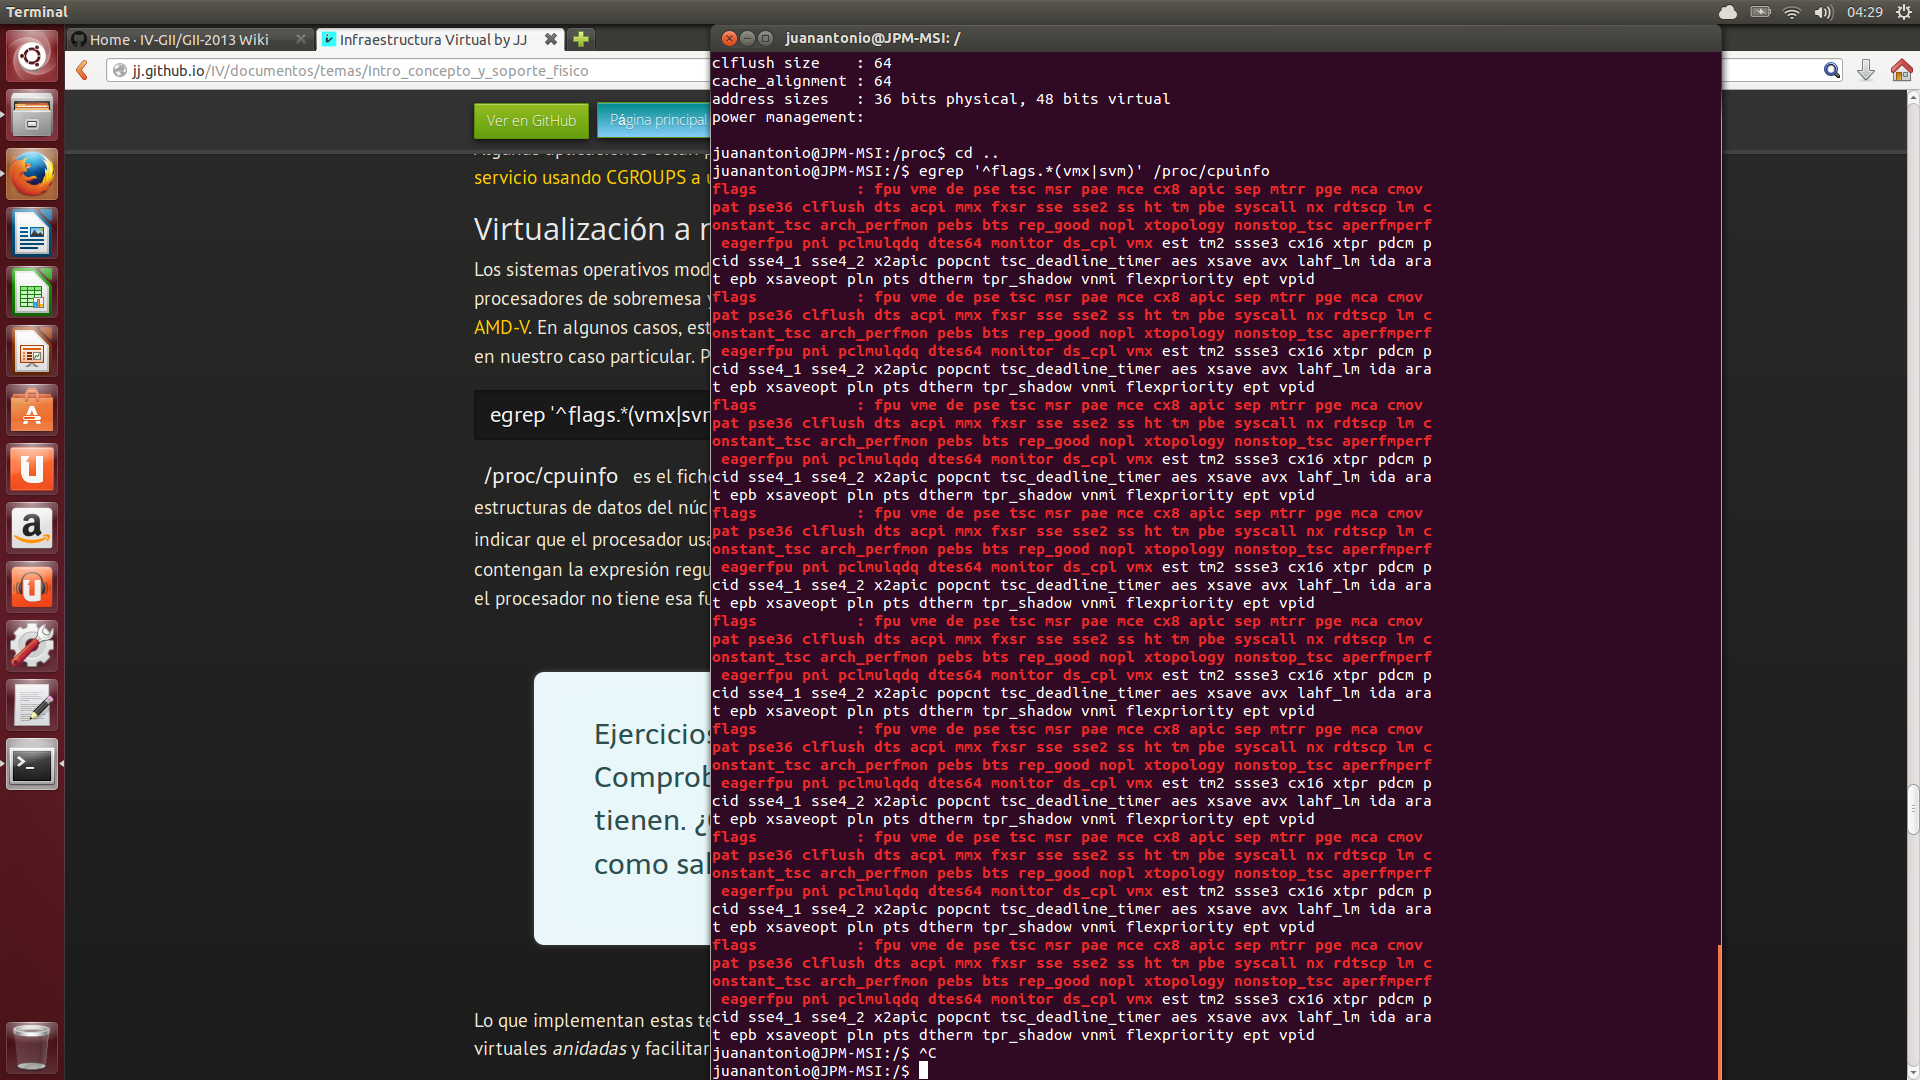 Terminal
04:29
Home · IV-GII/GII-2013 Wiki
Infraestructura Virtual by JJ
jj.github.io/IV/documentos/temas/Intro_concepto_y_soporte_fisico
Ver en GitHub
Página principal
servicio usando CGROUPS a u
Virtualización a r
Los sistemas operativos mod
procesadores de sobremesa y
AMD-V. En algunos casos, est
en nuestro caso particular. P
egrep '^flags.*(vmx|svm
/proc/cpuinfo es el fiche
estructuras de datos del núc
indicar que el procesador usa
contengan la expresión regu
el procesador no tiene esa fu
Ejercicios
Comprob
tienen. ¿
como sal
Lo que implementan estas te
virtuales anidadas y facilitar
juanantonio@JPM-MSI: /
clflush size    : 64
cache_alignment : 64
address sizes   : 36 bits physical, 48 bits virtual
power management:
juanantonio@JPM-MSI:/proc$ cd ..
juanantonio@JPM-MSI:/$ egrep '^flags.*(vmx|svm)' /proc/cpuinfo
flags           : fpu vme de pse tsc msr pae mce cx8 apic sep mtrr pge mca cmov
pat pse36 clflush dts acpi mmx fxsr sse sse2 ss ht tm pbe syscall nx rdtscp lm c
onstant_tsc arch_perfmon pebs bts rep_good nopl xtopology nonstop_tsc aperfmperf
 eagerfpu pni pclmulqdq dtes64 monitor ds_cpl vmx est tm2 ssse3 cx16 xtpr pdcm p
cid sse4_1 sse4_2 x2apic popcnt tsc_deadline_timer aes xsave avx lahf_lm ida ara
t epb xsaveopt pln pts dtherm tpr_shadow vnmi flexpriority ept vpid
flags           : fpu vme de pse tsc msr pae mce cx8 apic sep mtrr pge mca cmov
pat pse36 clflush dts acpi mmx fxsr sse sse2 ss ht tm pbe syscall nx rdtscp lm c
onstant_tsc arch_perfmon pebs bts rep_good nopl xtopology nonstop_tsc aperfmperf
 eagerfpu pni pclmulqdq dtes64 monitor ds_cpl vmx est tm2 ssse3 cx16 xtpr pdcm p
cid sse4_1 sse4_2 x2apic popcnt tsc_deadline_timer aes xsave avx lahf_lm ida ara
t epb xsaveopt pln pts dtherm tpr_shadow vnmi flexpriority ept vpid
flags           : fpu vme de pse tsc msr pae mce cx8 apic sep mtrr pge mca cmov
pat pse36 clflush dts acpi mmx fxsr sse sse2 ss ht tm pbe syscall nx rdtscp lm c
onstant_tsc arch_perfmon pebs bts rep_good nopl xtopology nonstop_tsc aperfmperf
 eagerfpu pni pclmulqdq dtes64 monitor ds_cpl vmx est tm2 ssse3 cx16 xtpr pdcm p
cid sse4_1 sse4_2 x2apic popcnt tsc_deadline_timer aes xsave avx lahf_lm ida ara
t epb xsaveopt pln pts dtherm tpr_shadow vnmi flexpriority ept vpid
flags           : fpu vme de pse tsc msr pae mce cx8 apic sep mtrr pge mca cmov
pat pse36 clflush dts acpi mmx fxsr sse sse2 ss ht tm pbe syscall nx rdtscp lm c
onstant_tsc arch_perfmon pebs bts rep_good nopl xtopology nonstop_tsc aperfmperf
 eagerfpu pni pclmulqdq dtes64 monitor ds_cpl vmx est tm2 ssse3 cx16 xtpr pdcm p
cid sse4_1 sse4_2 x2apic popcnt tsc_deadline_timer aes xsave avx lahf_lm ida ara
t epb xsaveopt pln pts dtherm tpr_shadow vnmi flexpriority ept vpid
flags           : fpu vme de pse tsc msr pae mce cx8 apic sep mtrr pge mca cmov
pat pse36 clflush dts acpi mmx fxsr sse sse2 ss ht tm pbe syscall nx rdtscp lm c
onstant_tsc arch_perfmon pebs bts rep_good nopl xtopology nonstop_tsc aperfmperf
 eagerfpu pni pclmulqdq dtes64 monitor ds_cpl vmx est tm2 ssse3 cx16 xtpr pdcm p
cid sse4_1 sse4_2 x2apic popcnt tsc_deadline_timer aes xsave avx lahf_lm ida ara
t epb xsaveopt pln pts dtherm tpr_shadow vnmi flexpriority ept vpid
flags           : fpu vme de pse tsc msr pae mce cx8 apic sep mtrr pge mca cmov
pat pse36 clflush dts acpi mmx fxsr sse sse2 ss ht tm pbe syscall nx rdtscp lm c
onstant_tsc arch_perfmon pebs bts rep_good nopl xtopology nonstop_tsc aperfmperf
 eagerfpu pni pclmulqdq dtes64 monitor ds_cpl vmx est tm2 ssse3 cx16 xtpr pdcm p
cid sse4_1 sse4_2 x2apic popcnt tsc_deadline_timer aes xsave avx lahf_lm ida ara
t epb xsaveopt pln pts dtherm tpr_shadow vnmi flexpriority ept vpid
flags           : fpu vme de pse tsc msr pae mce cx8 apic sep mtrr pge mca cmov
pat pse36 clflush dts acpi mmx fxsr sse sse2 ss ht tm pbe syscall nx rdtscp lm c
onstant_tsc arch_perfmon pebs bts rep_good nopl xtopology nonstop_tsc aperfmperf
 eagerfpu pni pclmulqdq dtes64 monitor ds_cpl vmx est tm2 ssse3 cx16 xtpr pdcm p
cid sse4_1 sse4_2 x2apic popcnt tsc_deadline_timer aes xsave avx lahf_lm ida ara
t epb xsaveopt pln pts dtherm tpr_shadow vnmi flexpriority ept vpid
flags           : fpu vme de pse tsc msr pae mce cx8 apic sep mtrr pge mca cmov
pat pse36 clflush dts acpi mmx fxsr sse sse2 ss ht tm pbe syscall nx rdtscp lm c
onstant_tsc arch_perfmon pebs bts rep_good nopl xtopology nonstop_tsc aperfmperf
 eagerfpu pni pclmulqdq dtes64 monitor ds_cpl vmx est tm2 ssse3 cx16 xtpr pdcm p
cid sse4_1 sse4_2 x2apic popcnt tsc_deadline_timer aes xsave avx lahf_lm ida ara
t epb xsaveopt pln pts dtherm tpr_shadow vnmi flexpriority ept vpid
juanantonio@JPM-MSI:/$ ^C
juanantonio@JPM-MSI:/$